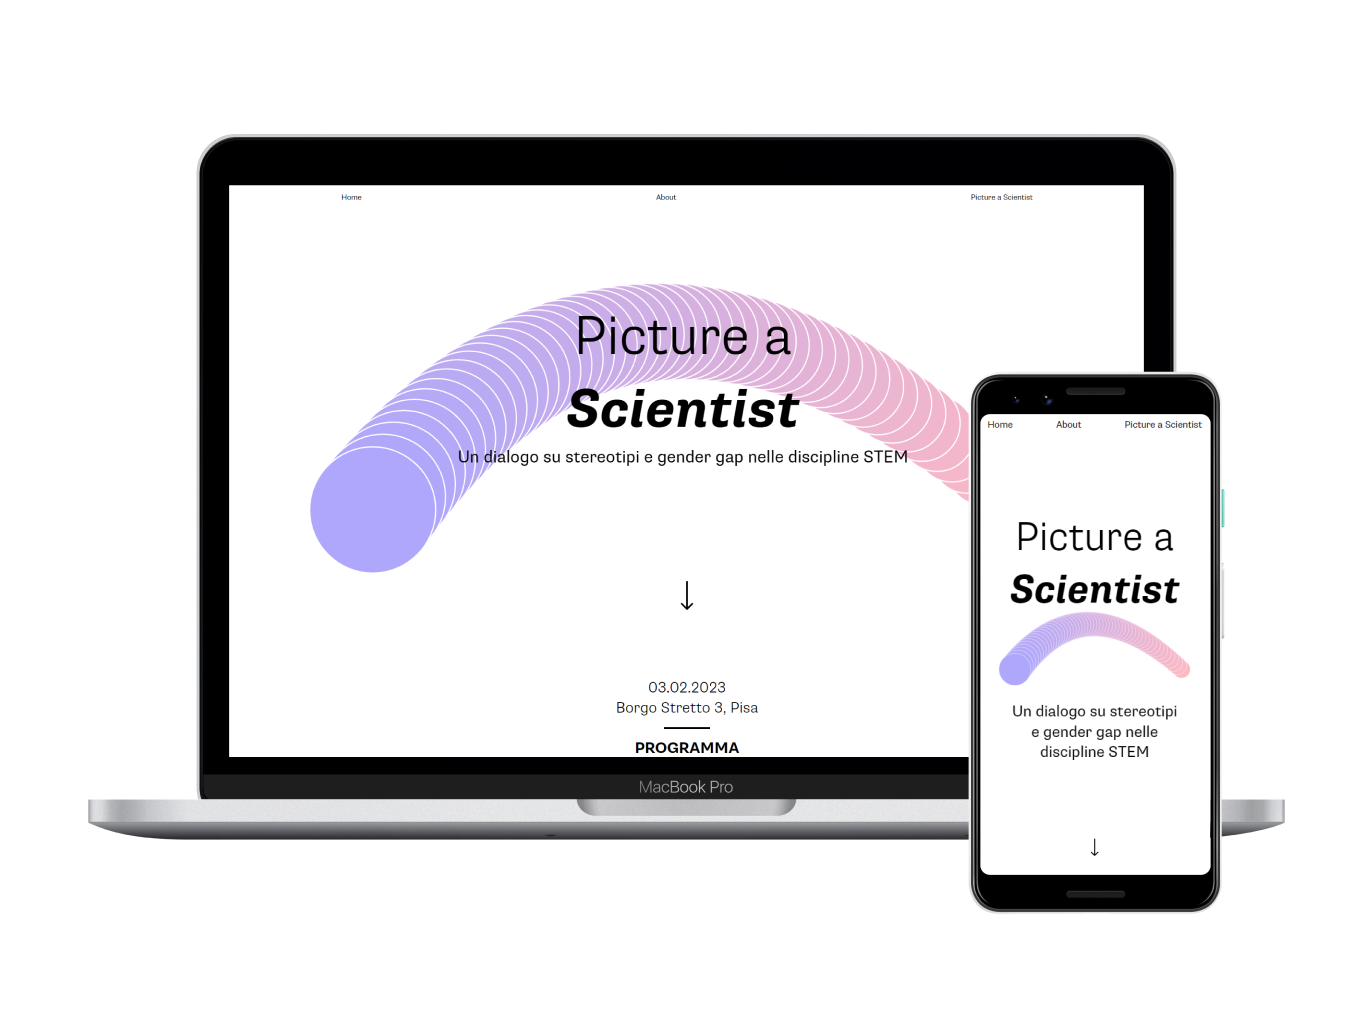 Home About Picture a Scientist
Picture a
Scientist
Un dialogo su stereotipi e gender gap nelle discipline STEM
↓
03.02.2023
Borgo Stretto 3, Pisa
PROGRAMMA
MacBook Pro
Home About Picture a Scientist
Picture a
Scientist
Un dialogo su stereotipi
e gender gap nelle
discipline STEM
↓